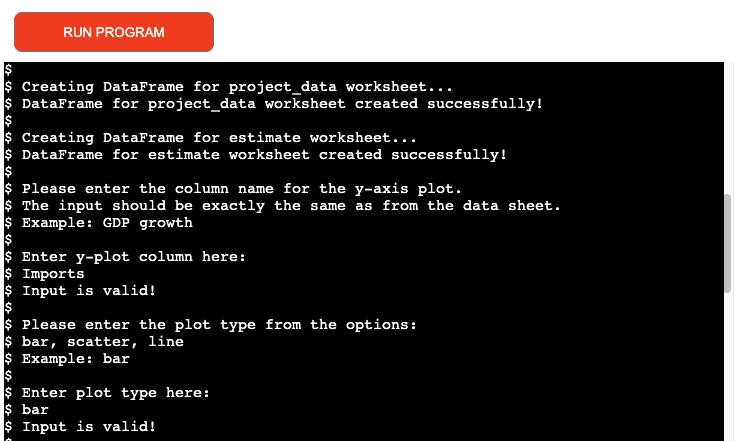 RUN PROGRAM
$
$ Creating DataFrame for project_data worksheet...
$ DataFrame for project_data worksheet created successfully!
$
$ Creating DataFrame for estimate worksheet...
$ DataFrame for estimate worksheet created successfully!
$
$ Please enter the column name for the y-axis plot.
$ The input should be exactly the same as from the data sheet.
$ Example: GDP growth
$
$ Enter y-plot column here:
$ Imports
$ Input is valid!
$
$ Please enter the plot type from the options:
$ bar, scatter, line
$ Example: bar
$
$ Enter plot type here:
$ bar
$ Input is valid!
$